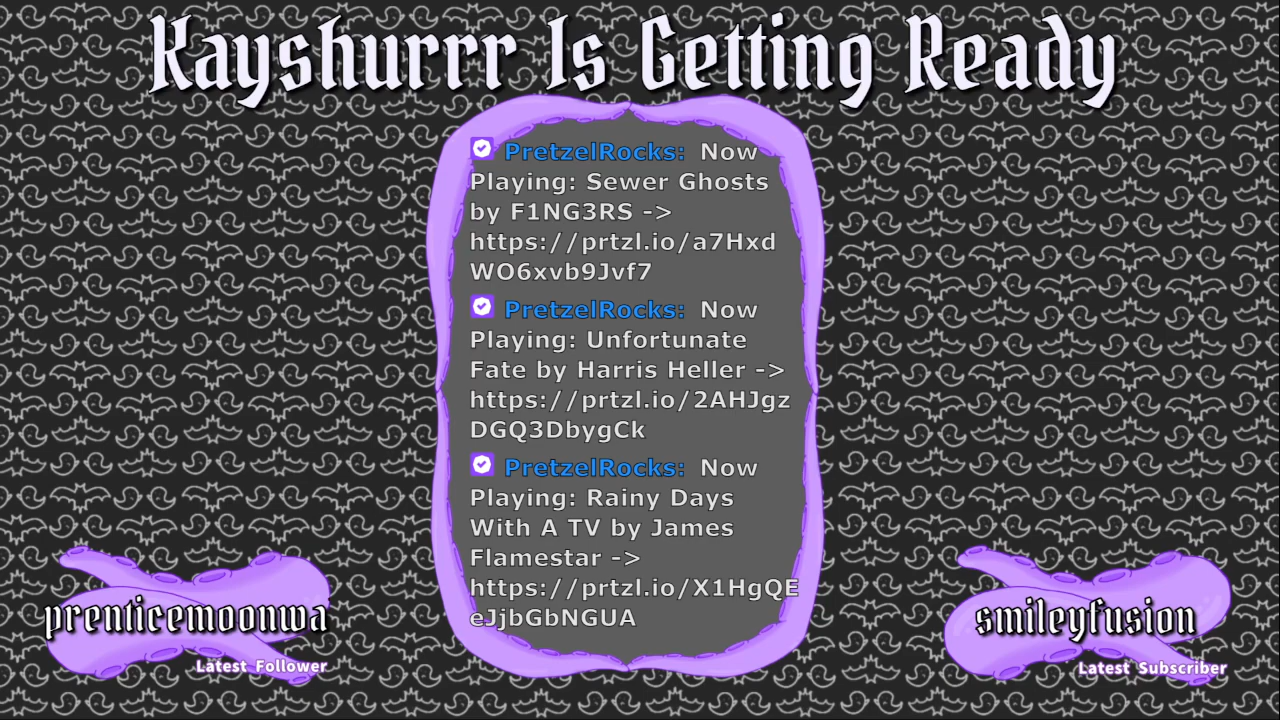 Kayshurrr Is Getting Ready
PretzelRocks: Now
Playing: Sewer Ghosts
by F1NG3RS ->
https://prtzl.io/a7Hxd
WO6xvb9Jvf7
PretzelRocks: Now
Playing: Unfortunate
Fate by Harris Heller ->
https://prtzl.io/2AHJgz
DGQ3DbygCk
PretzelRocks: Now
Playing: Rainy Days
With A TV by James
Flamestar ->
https://prtzl.io/X1HgQE
eJjbGbNGUA
prenticemoonwa
Latest Follower
smileyfusion
Latest Subscriber